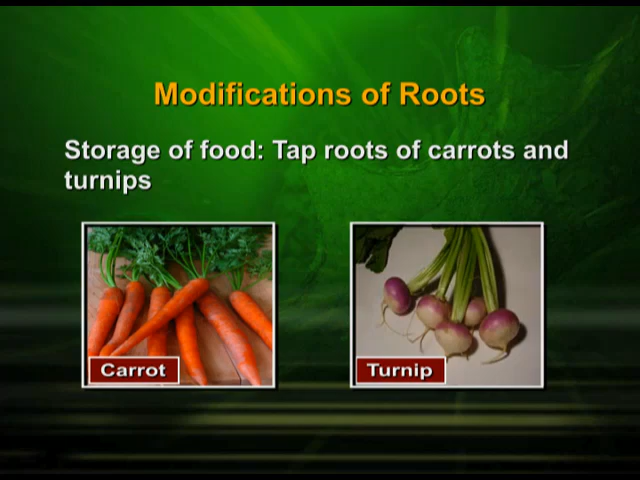 Modifications of Roots
Storage of food: Tap roots of carrots and
turnips
Carrot
Turnip